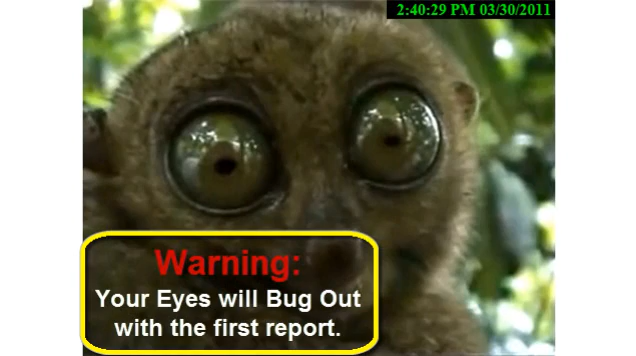 2:40:29 PM 03/30/2011
Warning:
Your Eyes will Bug Out
with the first report.